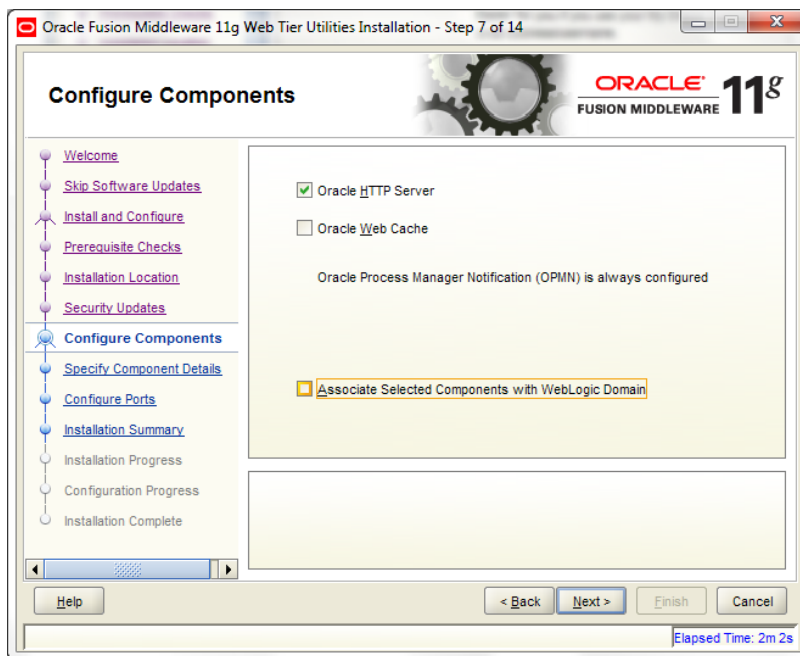 Oracle Fusion Middleware 11g Web Tier Utilities Installation - Step 7 of 14
Configure Components
ORACLE
FUSION MIDDLEWARE 11g
Welcome
Skip Software Updates
Install and Configure
Prerequisite Checks
Installation Location
Security Updates
Configure Components
Specify Component Details
Configure Ports
Installation Summary
Installation Progress
Configuration Progress
Installation Complete
Oracle HTTP Server
Oracle Web Cache
Oracle Process Manager Notification (OPMN) is always configured
Associate Selected Components with WebLogic Domain
Help
< Back
Next >
Finish
Cancel
Elapsed Time: 2m 2s